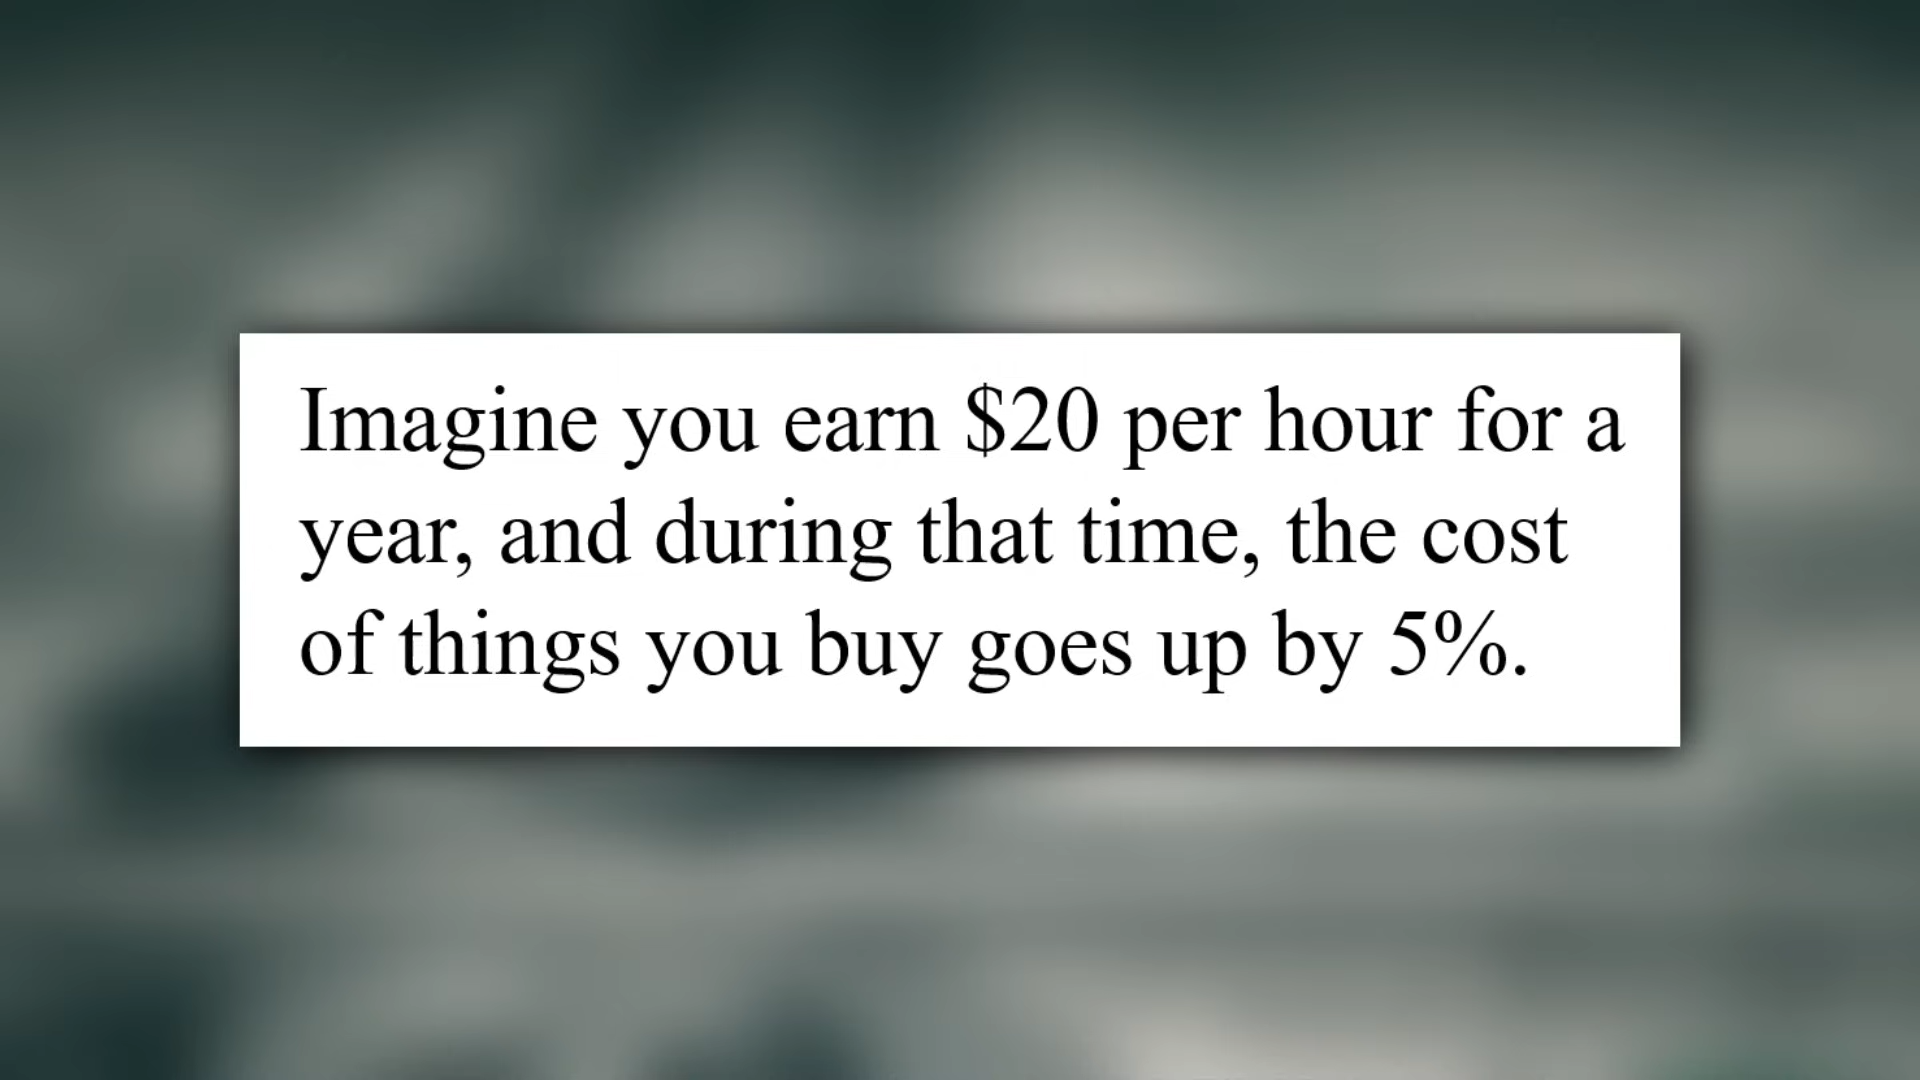 Imagine you earn $20 per hour for a
year, and during that time, the cost
of things you buy goes up by 5%.